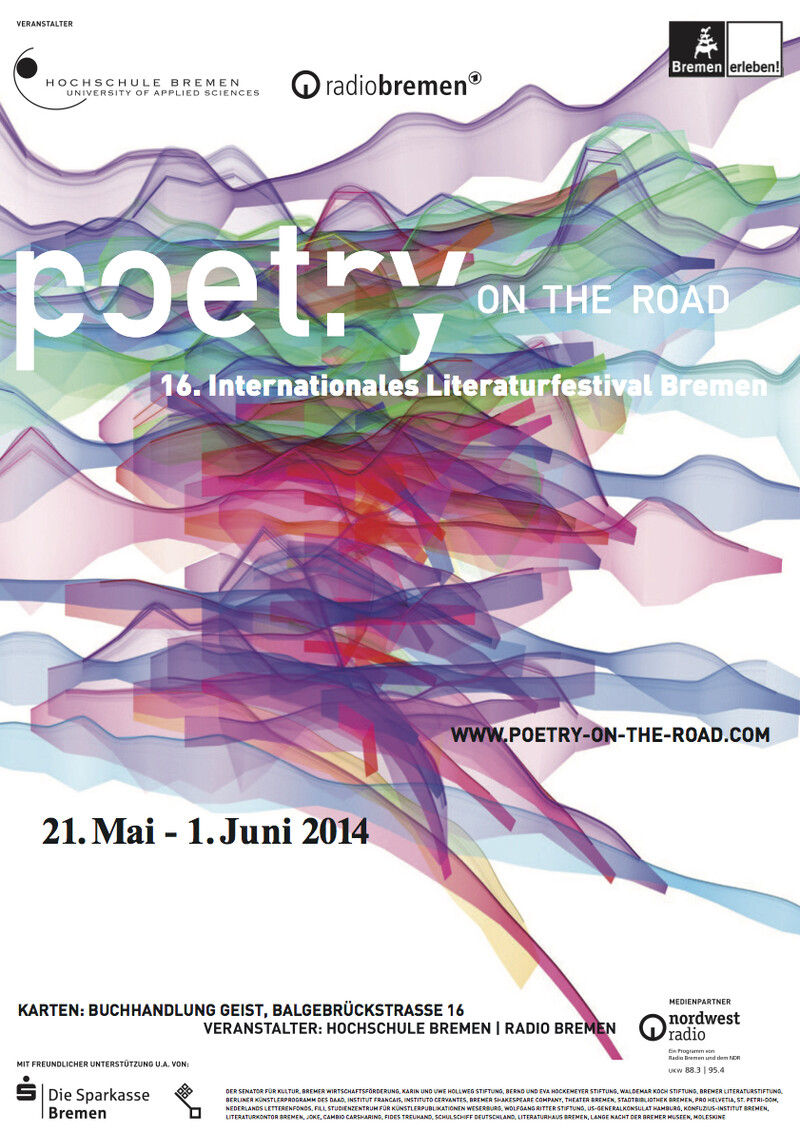 VERANSTALTER
HOCHSCHULE BREMEN
UNIVERSITY OF APPLIED SCIENCES
radiobremen
Bremen erleben!
poetry ON THE ROAD
16. Internationales Literaturfestival Bremen
WWW.POETRY-ON-THE-ROAD.COM
21. Mai - 1. Juni 2014
KARTEN: BUCHHANDLUNG GEIST, BALGEBRÜCKSTRASSE 16
VERANSTALTER: HOCHSCHULE BREMEN | RADIO BREMEN
MEDIENPARTNER
nordwest
radio
Ein Programm von
Radio Bremen und dem NDR
UKW 88.3 | 95.4
MIT FREUNDLICHER UNTERSTÜTZUNG U.A. VON:
Die Sparkasse
Bremen
DER SENATOR FÜR KULTUR, BREMER WIRTSCHAFTSFÖRDERUNG, KARIN UND UWE HOLLWEG STIFTUNG, BERND UND EVA HOCKEMEYER STIFTUNG, WALDEMAR KOCH STIFTUNG, BREMER LITERATURSTIFTUNG,
BERLINER KÜNSTLERPROGRAMM DES DAAD, INSTITUT FRANCAIS, INSTITUTO CERVANTES, BREMER SHAKESPEARE COMPANY, THEATER BREMEN, STADTBIBLIOTHEK BREMEN, PRO HELVETIA, ST. PETRI-DOM,
NEDERLANDS LETTERENFONDS, FILI, STUDIENZENTRUM FÜR KÜNSTLERPUBLIKATIONEN WESERBURG, WOLFGANG RITTER STIFTUNG, US-GENERALKONSULAT HAMBURG, KONFUZIUS-INSTITUT BREMEN,
LITERATURKONTOR BREMEN, JOKE, CAMBIO CARSHARING, FIDES TREUHAND, SCHULSCHIFF DEUTSCHLAND, LITERATURHAUS BREMEN, LANGE NACHT DER BREMER MUSEEN, MOLESKINE